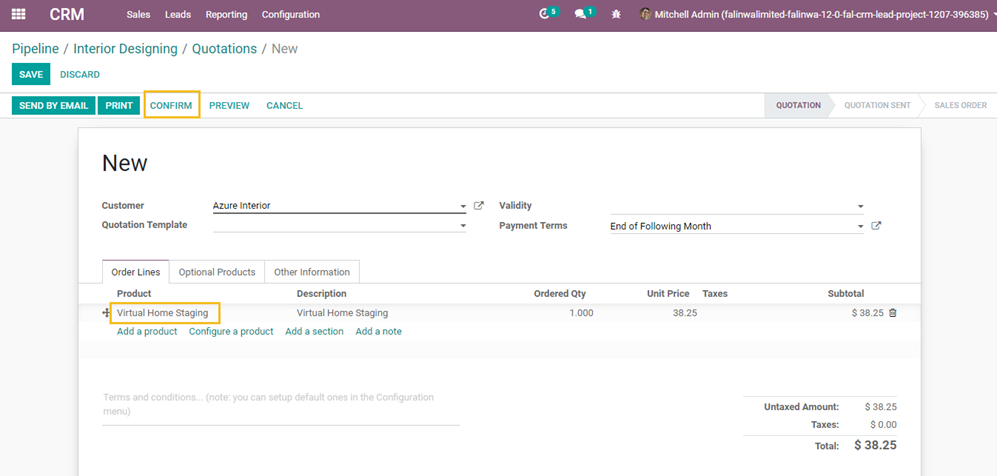 CRM Sales Leads Reporting Configuration 5 1 Mitchell Admin (falinwalimited-falinwa-12-0-fal-crm-lead-project-1207-396385)
Pipeline / Interior Designing / Quotations / New
SAVE DISCARD
SEND BY EMAIL PRINT CONFIRM PREVIEW CANCEL QUOTATION QUOTATION SENT SALES ORDER
New
Customer Azure Interior Validity
Quotation Template Payment Terms End of Following Month
Order Lines Optional Products Other Information
Product Description Ordered Qty Unit Price Taxes Subtotal
Virtual Home Staging Virtual Home Staging 1.000 38.25 $ 38.25
Add a product Configure a product Add a section Add a note
Terms and conditions... (note: you can setup default ones in the Configuration
menu)
Untaxed Amount: $ 38.25
Taxes: $ 0.00
Total: $ 38.25